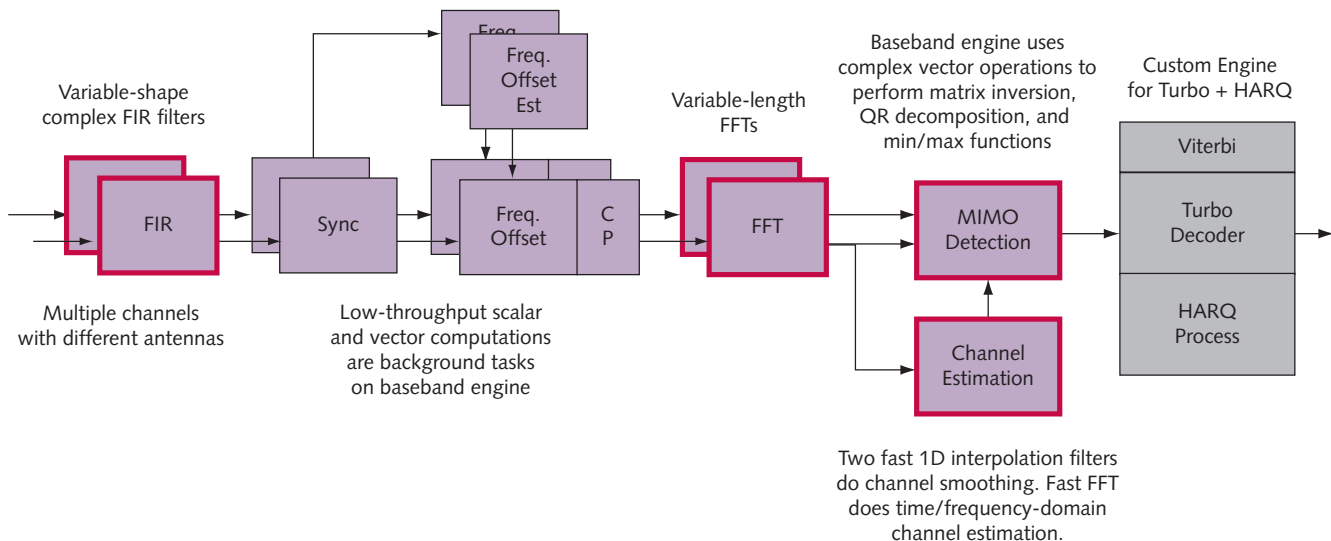 Variable-shape
complex FIR filters
FIR
Multiple channels
with different antennas
Sync
Freq.
Freq.
Offset
Est
Freq.
Offset
C
P
Low-throughput scalar
and vector computations
are background tasks
on baseband engine
Variable-length
FFTs
FFT
Baseband engine uses
complex vector operations to
perform matrix inversion,
QR decomposition, and
min/max functions
MIMO
Detection
Channel
Estimation
Two fast 1D interpolation filters
do channel smoothing. Fast FFT
does time/frequency-domain
channel estimation.
Custom Engine
for Turbo + HARQ
Viterbi
Turbo
Decoder
HARQ
Process